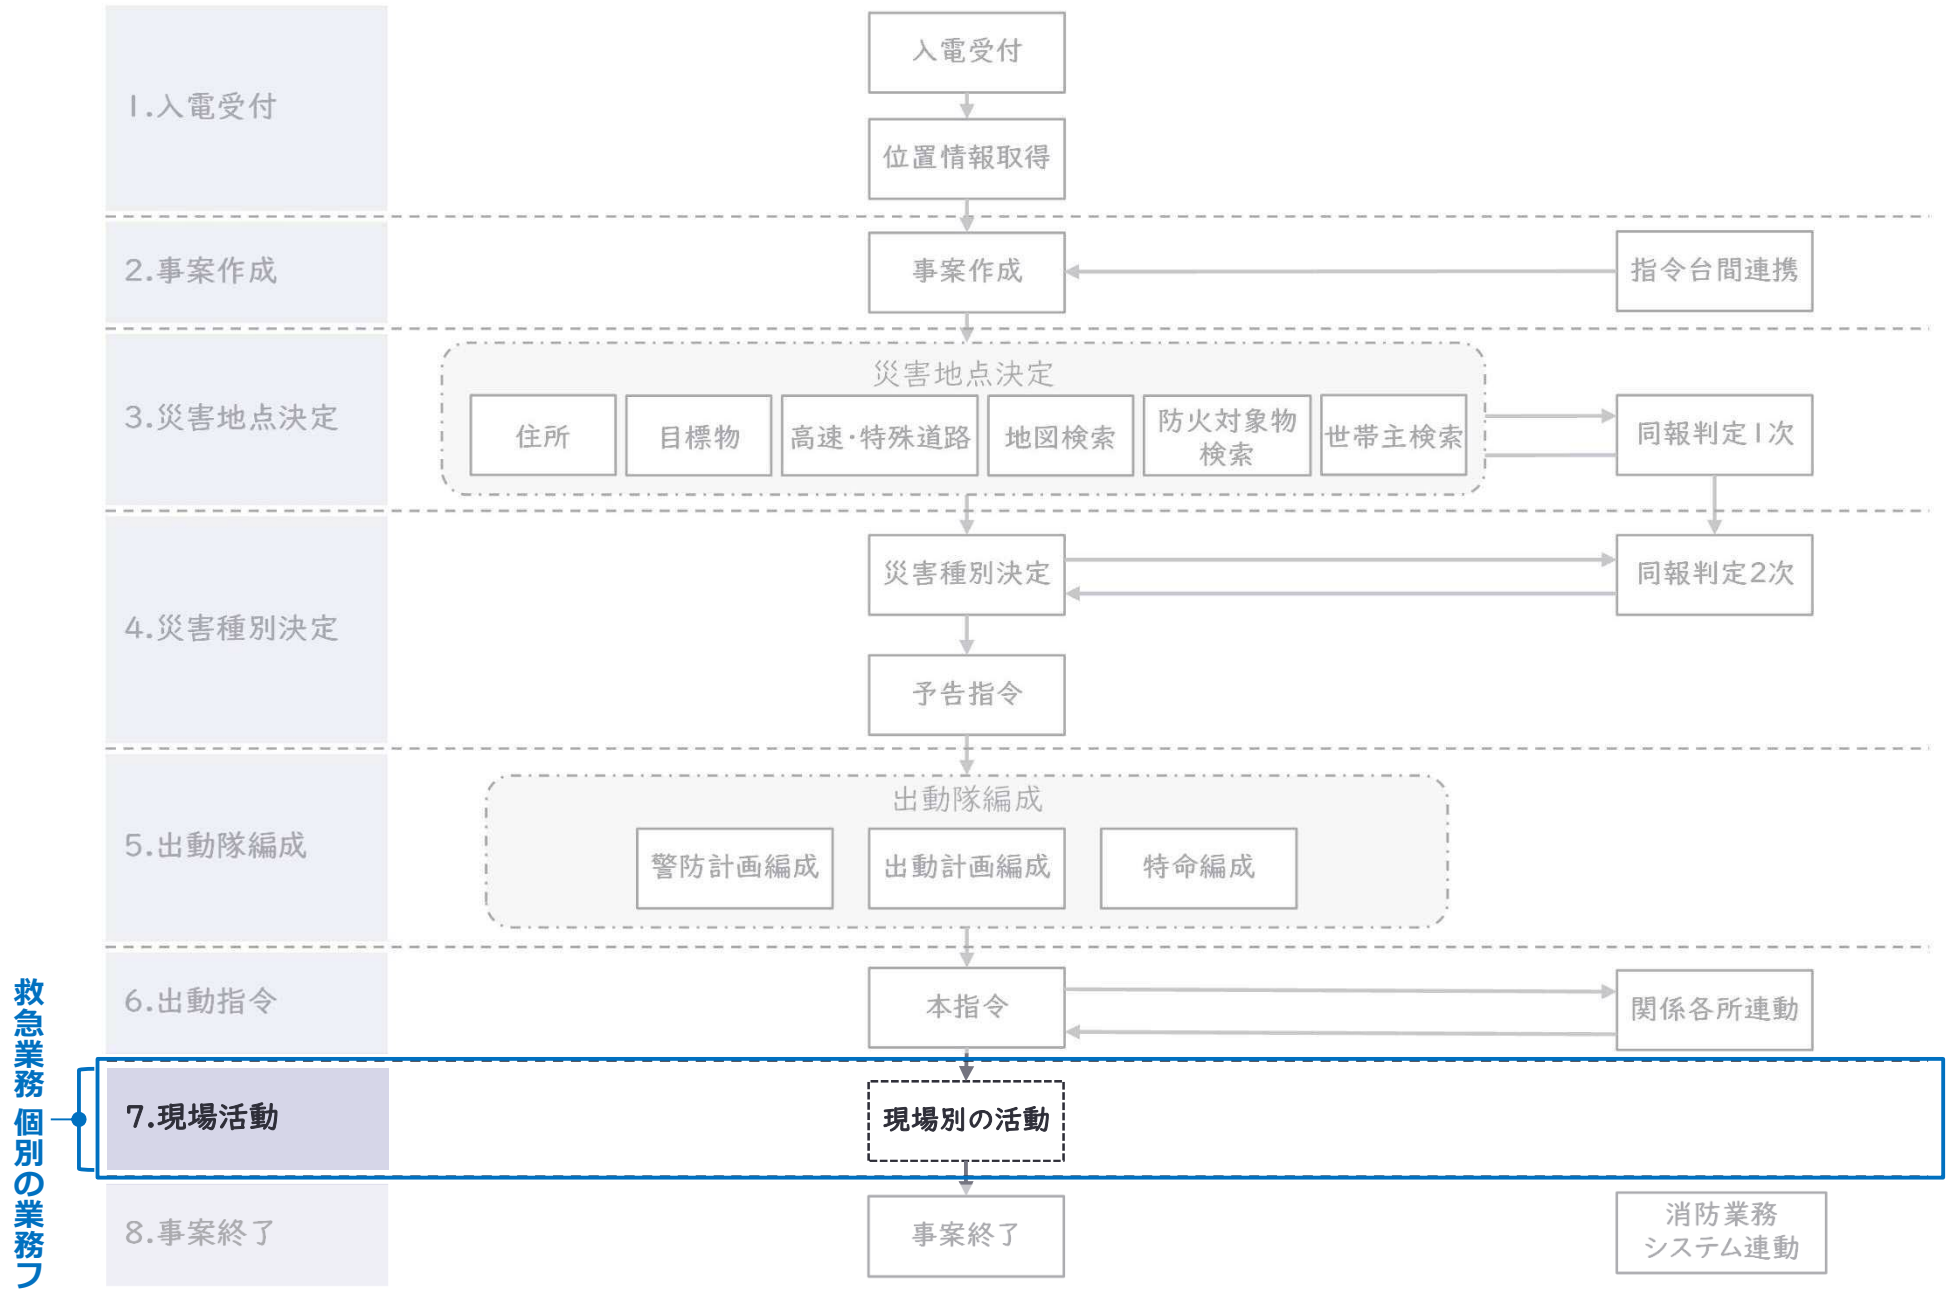 1.入電受付
入電受付
位置情報取得
2.事案作成
事案作成
指令台間連携
3.災害地点決定
災害地点決定
住所
目標物
高速・特殊道路
地図検索
防火対象物
検索
世帯主検索
同報判定1次
4.災害種別決定
災害種別決定
同報判定2次
予告指令
5.出動隊編成
出動隊編成
警防計画編成
出動計画編成
特命編成
6.出動指令
本指令
関係各所連動
救急業務 個別の業務フ
7.現場活動
現場別の活動
8.事案終了
事案終了
消防業務
システム連動